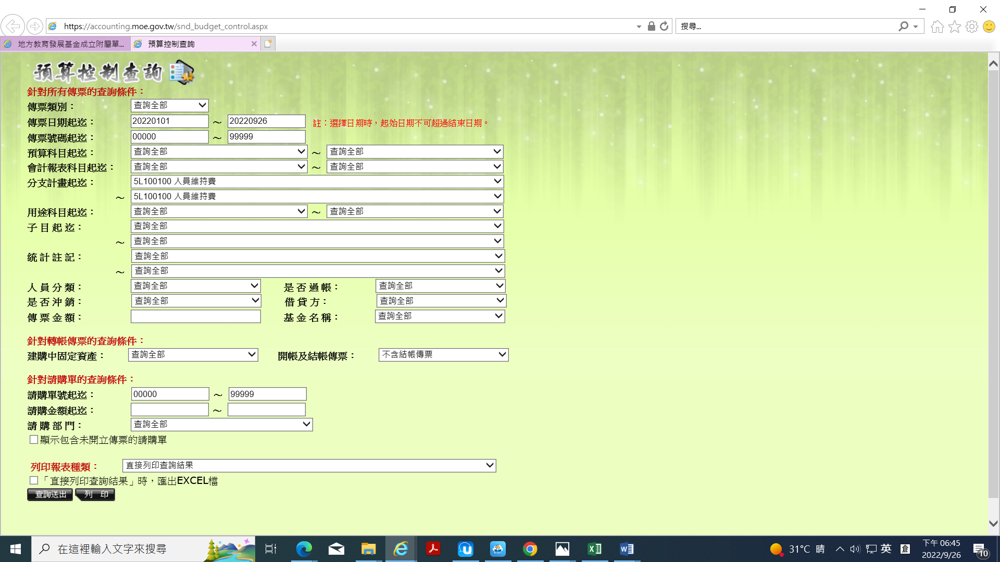 https://accounting.moe.gov.tw/snd_budget_control.aspx
搜尋...
地方教育發展基金成立附屬單...
預算控制查詢
預算控制查詢
針對所有傳票的查詢條件：
傳票類別： 查詢全部
傳票日期起迄： 20220101 ～ 20220926 註：選擇日期時，起始日期不可超過結束日期。
傳票號碼起迄： 00000 ～ 99999
預算科目起迄： 查詢全部 ～ 查詢全部
會計報表科目起迄： 查詢全部 ～ 查詢全部
分支計畫起迄： 5L100100 人員維持費
～ 5L100100 人員維持費
用途科目起迄： 查詢全部 ～ 查詢全部
子 目 起 迄： 查詢全部
～ 查詢全部
統 計 註 記： 查詢全部
～ 查詢全部
人 員 分 類： 查詢全部 是 否 過 帳： 查詢全部
是 否 沖 銷： 查詢全部 借 貸 方： 查詢全部
傳 票 金 額： 基 金 名 稱： 查詢全部
針對轉帳傳票的查詢條件：
建購中固定資產： 查詢全部 開帳及結帳傳票： 不含結帳傳票
針對請購單的查詢條件：
請購單號起迄： 00000 ～ 99999
請購金額起迄： ～
請 購 部 門： 查詢全部
顯示包含未開立傳票的請購單
列印報表種類： 直接列印查詢結果
「直接列印查詢結果」時，匯出EXCEL檔
查詢送出 列 印
在這裡輸入文字來搜尋
31°C 晴
英
倉
下午 06:45
2022/9/26
10